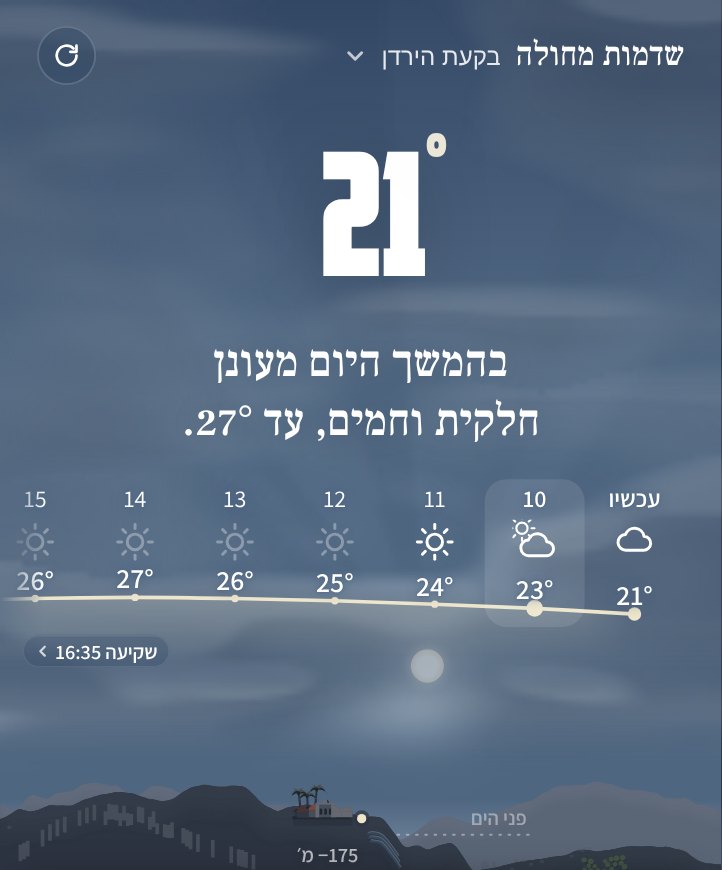 שדמות מחולה בקעת הירדן
21°
בהמשך היום מעונן
חלקית וחמים, עד 27°.
עכשיו 10 11 12 13 14 15
21° 23° 24° 25° 26° 27° 26°
שקיעה 16:35
פני הים
−175 מ׳